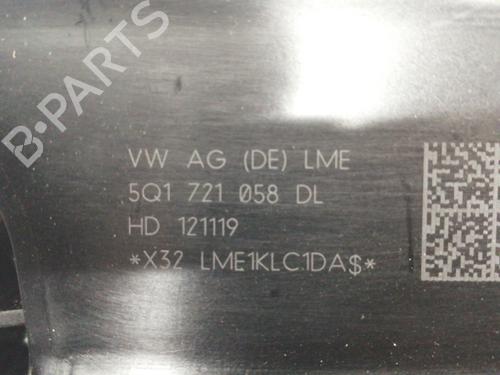 B-PARTS
VW AG (DE) LME
5Q1 721 058 DL
HD 121119
*X32 LME1KLC1DA$*